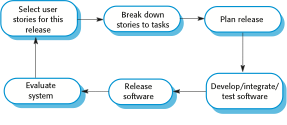 Select user
stories for this
release
Break down
stories to tasks
Plan release
Develop/integrate/
test software
Release
software
Evaluate
system